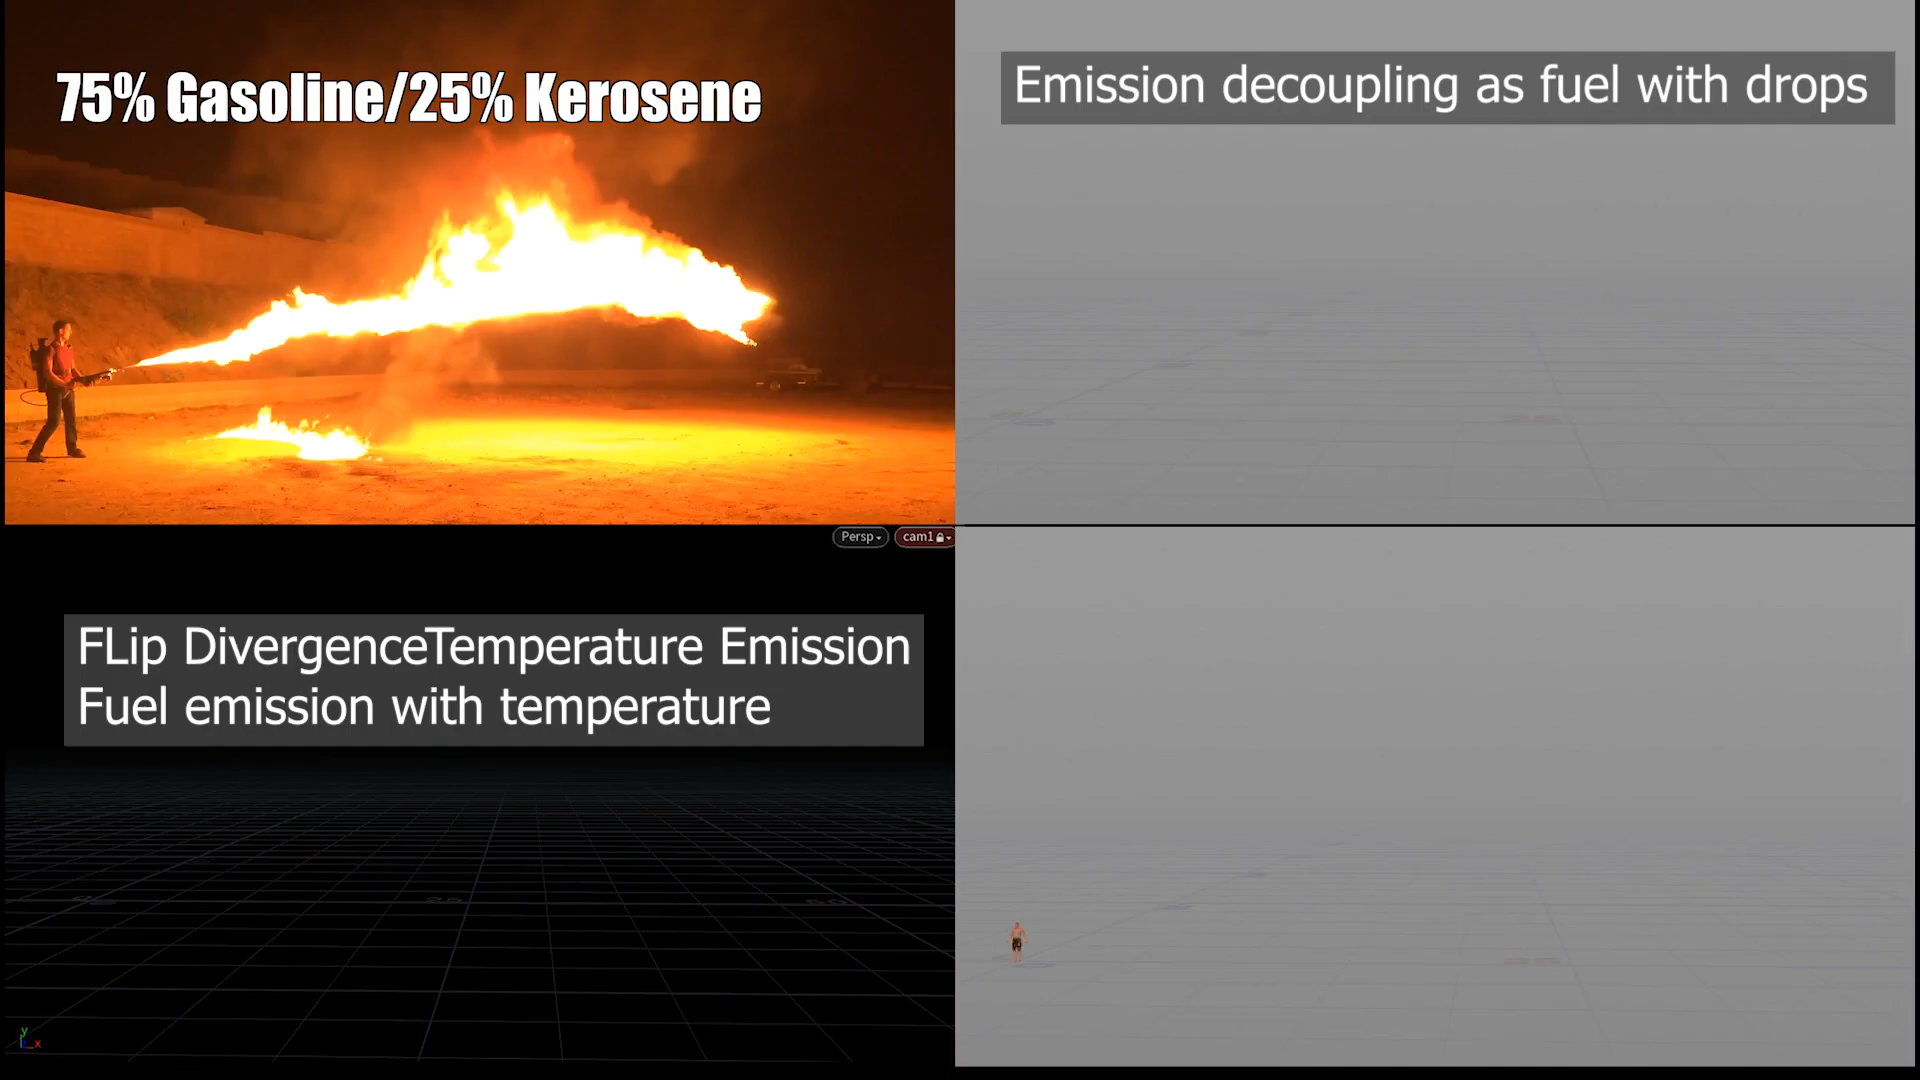 75% Gasoline/25% Kerosene
Emission decoupling as fuel with drops
Persp
cam1
FLip DivergenceTemperature Emission
Fuel emission with temperature
y
x